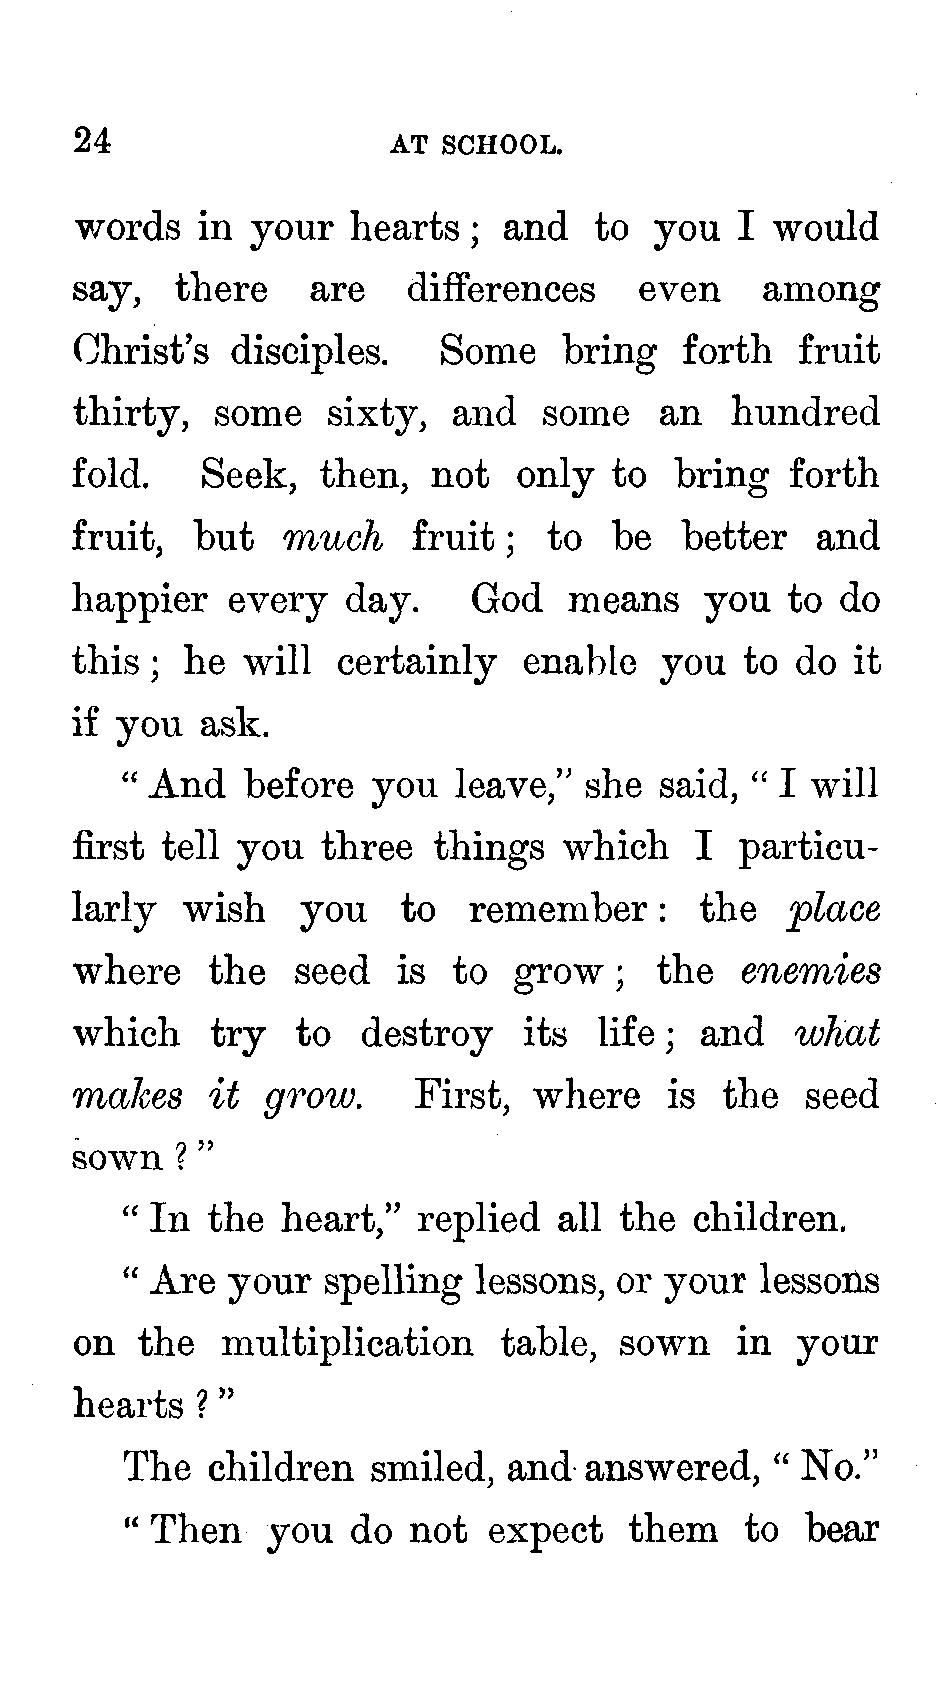 24 AT SCHOOL.
words in your hearts ; and to you I would
say, there are differences even among
Christ's disciples. Some bring forth fruit
thirty, some sixty, and some an hundred
fold. Seek, then, not only to bring forth
fruit, but much fruit ; to be better and
happier every day. God means you to do
this ; he will certainly enable you to do it
if you ask.
" And before you leave," she said, " I will
first tell you three things which I particu-
larly wish you to remember : the place
where the seed is to grow ; the enemies
which try to destroy its life ; and what
makes it grow. First, where is the seed
sown ? "
" In the heart," replied all the children.
" Are your spelling lessons, or your lessons
on the multiplication table, sown in your
hearts ? "
The children smiled, and answered, " No."
" Then you do not expect them to bear